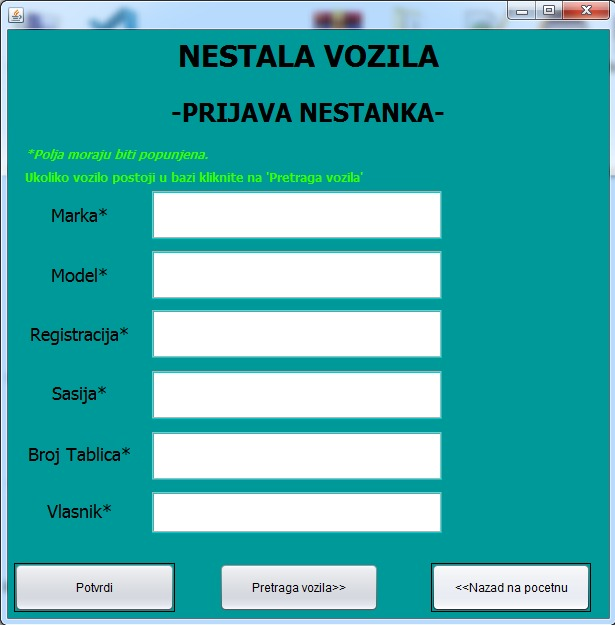 NESTALA VOZILA
-PRIJAVA NESTANKA-
*Polja moraju biti popunjena.
Ukoliko vozilo postoji u bazi kliknite na 'Pretraga vozila'
Marka*
Model*
Registracija*
Sasija*
Broj Tablica*
Vlasnik*
Potvrdi
Pretraga vozila>>
<<Nazad na pocetnu